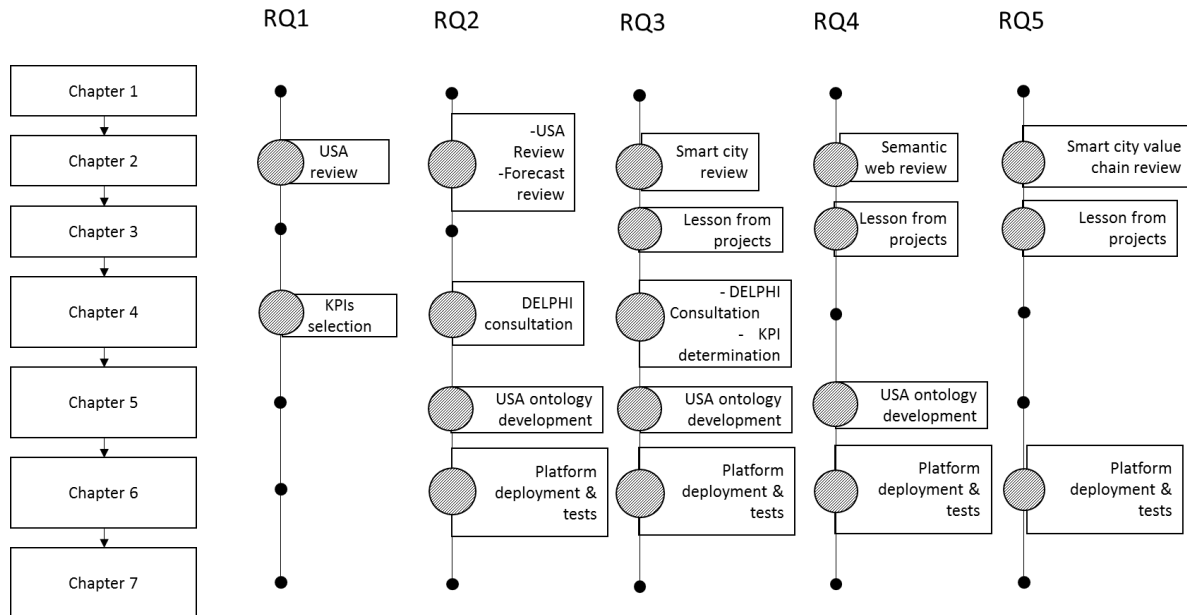 RQ1
RQ2
RQ3
RQ4
RQ5
Chapter 1
Chapter 2
USA
review
-USA
Review
-Forecast
review
Smart city
review
Semantic
web review
Smart city value
chain review
Chapter 3
Lesson from
projects
Lesson from
projects
Lesson from
projects
Chapter 4
KPIs
selection
DELPHI
consultation
- DELPHI
Consultation
- KPI
determination
Chapter 5
USA ontology
development
USA ontology
development
USA ontology
development
Chapter 6
Platform
deployment &
tests
Platform
deployment &
tests
Platform
deployment &
tests
Platform
deployment &
tests
Chapter 7